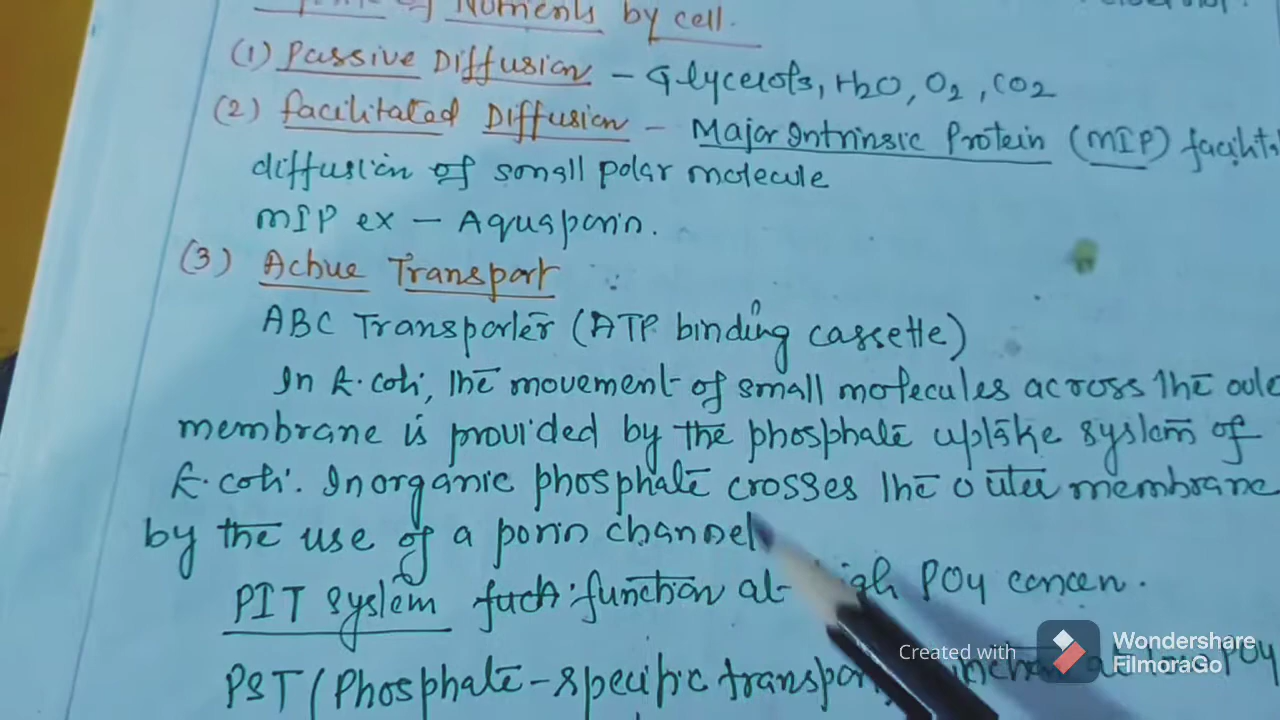 of Nutrients by cell.
(1) Passive Diffusion – Glycerols, H2O, O2, CO2
(2) facilitated Diffusion – Major Intrinsic Protein (MIP)
diffusion of small polar molecule
MIP ex – Aquaporin.
(3) Active Transport
ABC Transporter (ATP binding cassette)
In E.coli, the movement of small molecules across the
membrane is provided by the phosphate uptake system of
E.coli. Inorganic phosphate crosses the outer membrane
by the use of a porin channel
PIT system function at high PO4 concen.
PST (Phosphate-specific PO4
Created with Wondershare FilmoraGo